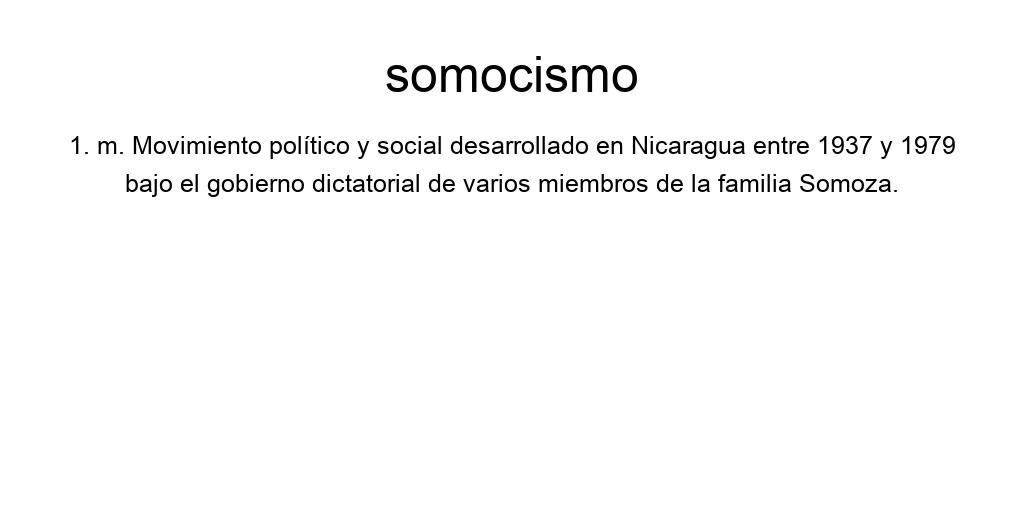 somocismo
1. m. Movimiento político y social desarrollado en Nicaragua entre 1937 y 1979
bajo el gobierno dictatorial de varios miembros de la familia Somoza.